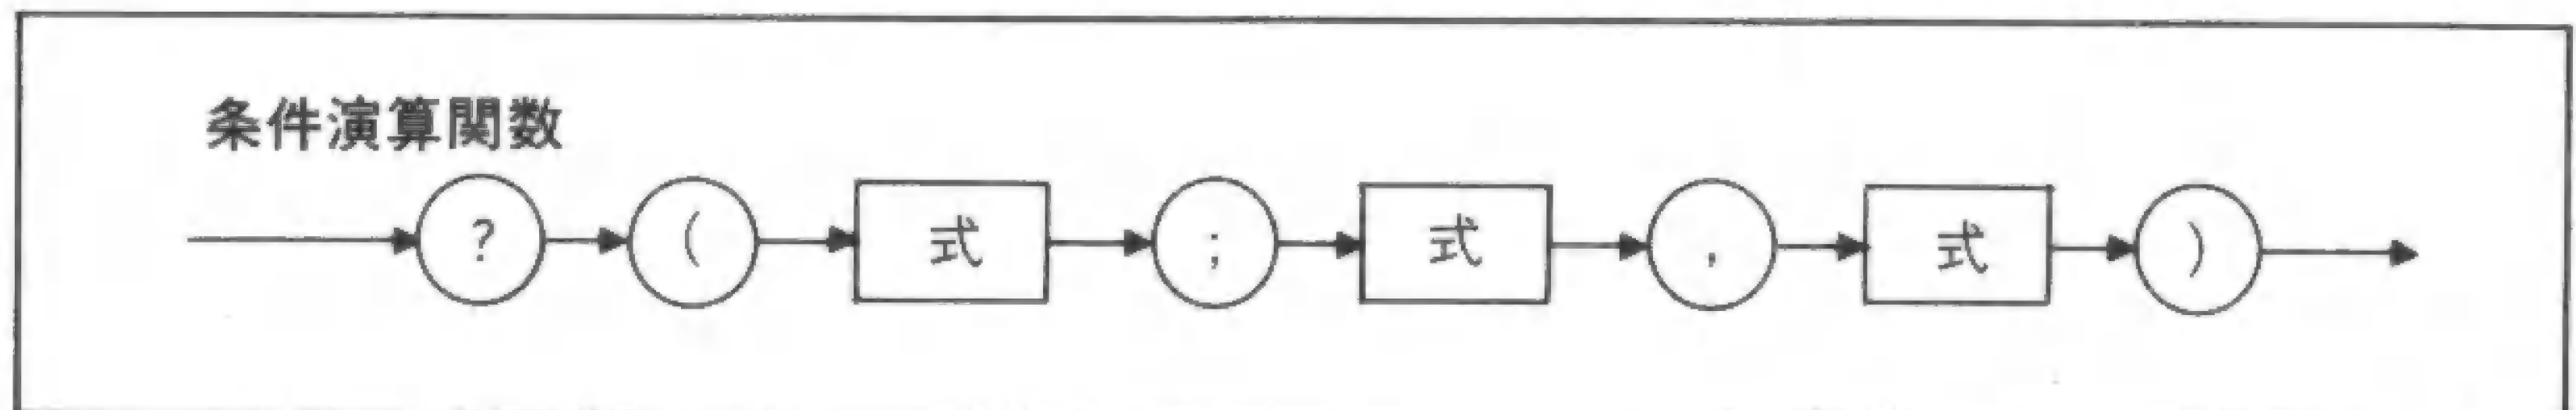 条件演算関数
? ( 式 ; 式 , 式 )